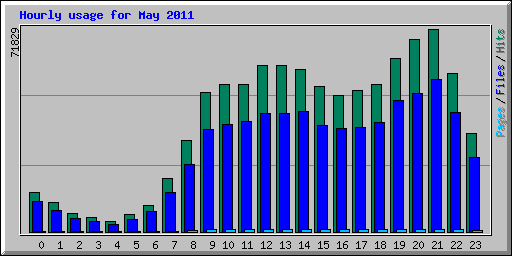 Hourly usage for May 2011
71829
Pages / Files / Hits
0 1 2 3 4 5 6 7 8 9 10 11 12 13 14 15 16 17 18 19 20 21 22 23